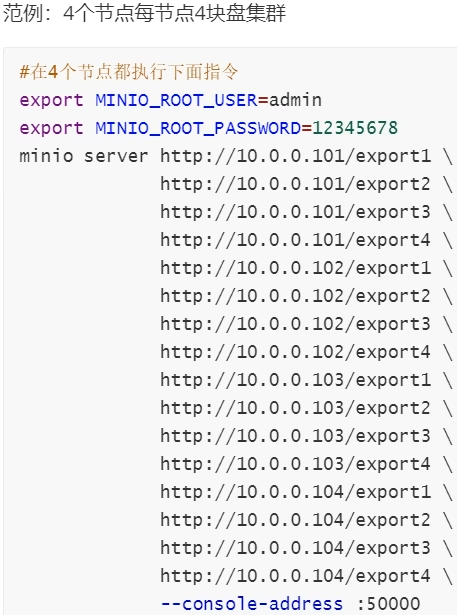 范例：4个节点每节点4块盘集群
#在4个节点都执行下面指令
export MINIO_ROOT_USER=admin
export MINIO_ROOT_PASSWORD=12345678
minio server http://10.0.0.101/export1 \
http://10.0.0.101/export2 \
http://10.0.0.101/export3 \
http://10.0.0.101/export4 \
http://10.0.0.102/export1 \
http://10.0.0.102/export2 \
http://10.0.0.102/export3 \
http://10.0.0.102/export4 \
http://10.0.0.103/export1 \
http://10.0.0.103/export2 \
http://10.0.0.103/export3 \
http://10.0.0.103/export4 \
http://10.0.0.104/export1 \
http://10.0.0.104/export2 \
http://10.0.0.104/export3 \
http://10.0.0.104/export4 \
--console-address :50000